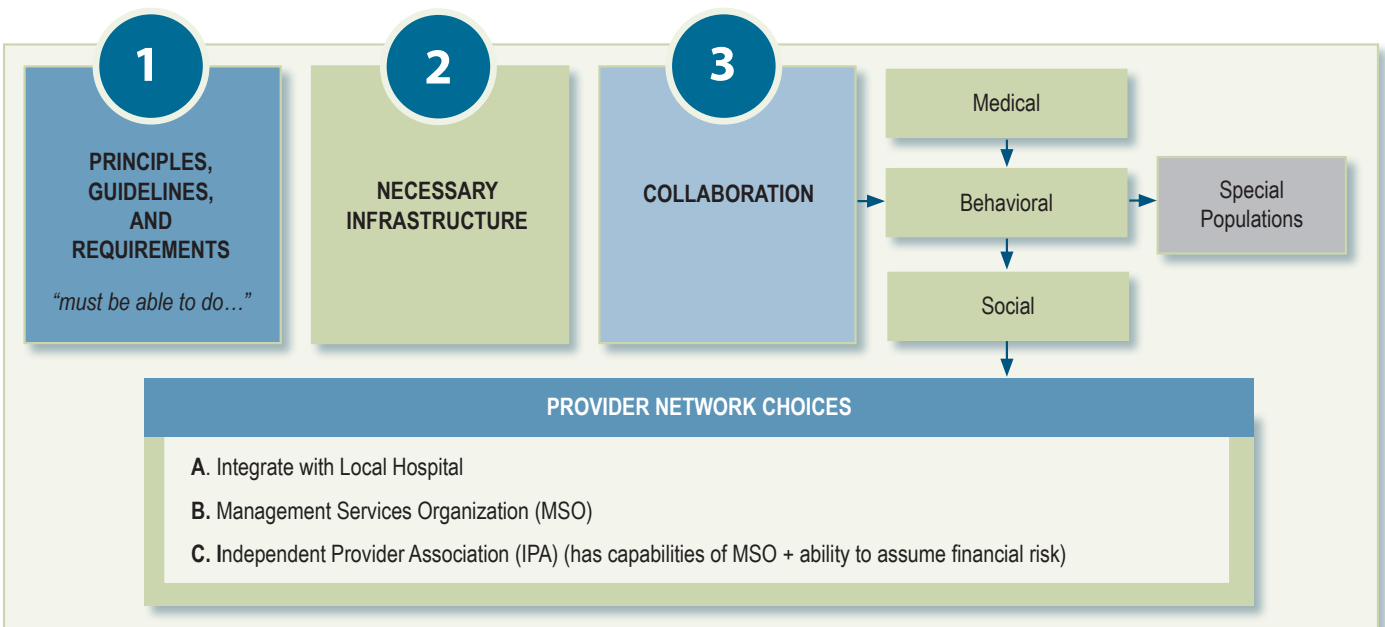 1
PRINCIPLES,
GUIDELINES,
AND
REQUIREMENTS
“must be able to do…”
2
NECESSARY
INFRASTRUCTURE
3
COLLABORATION
Medical
Behavioral
Social
Special
Populations
PROVIDER NETWORK CHOICES
A. Integrate with Local Hospital
B. Management Services Organization (MSO)
C. Independent Provider Association (IPA) (has capabilities of MSO + ability to assume financial risk)